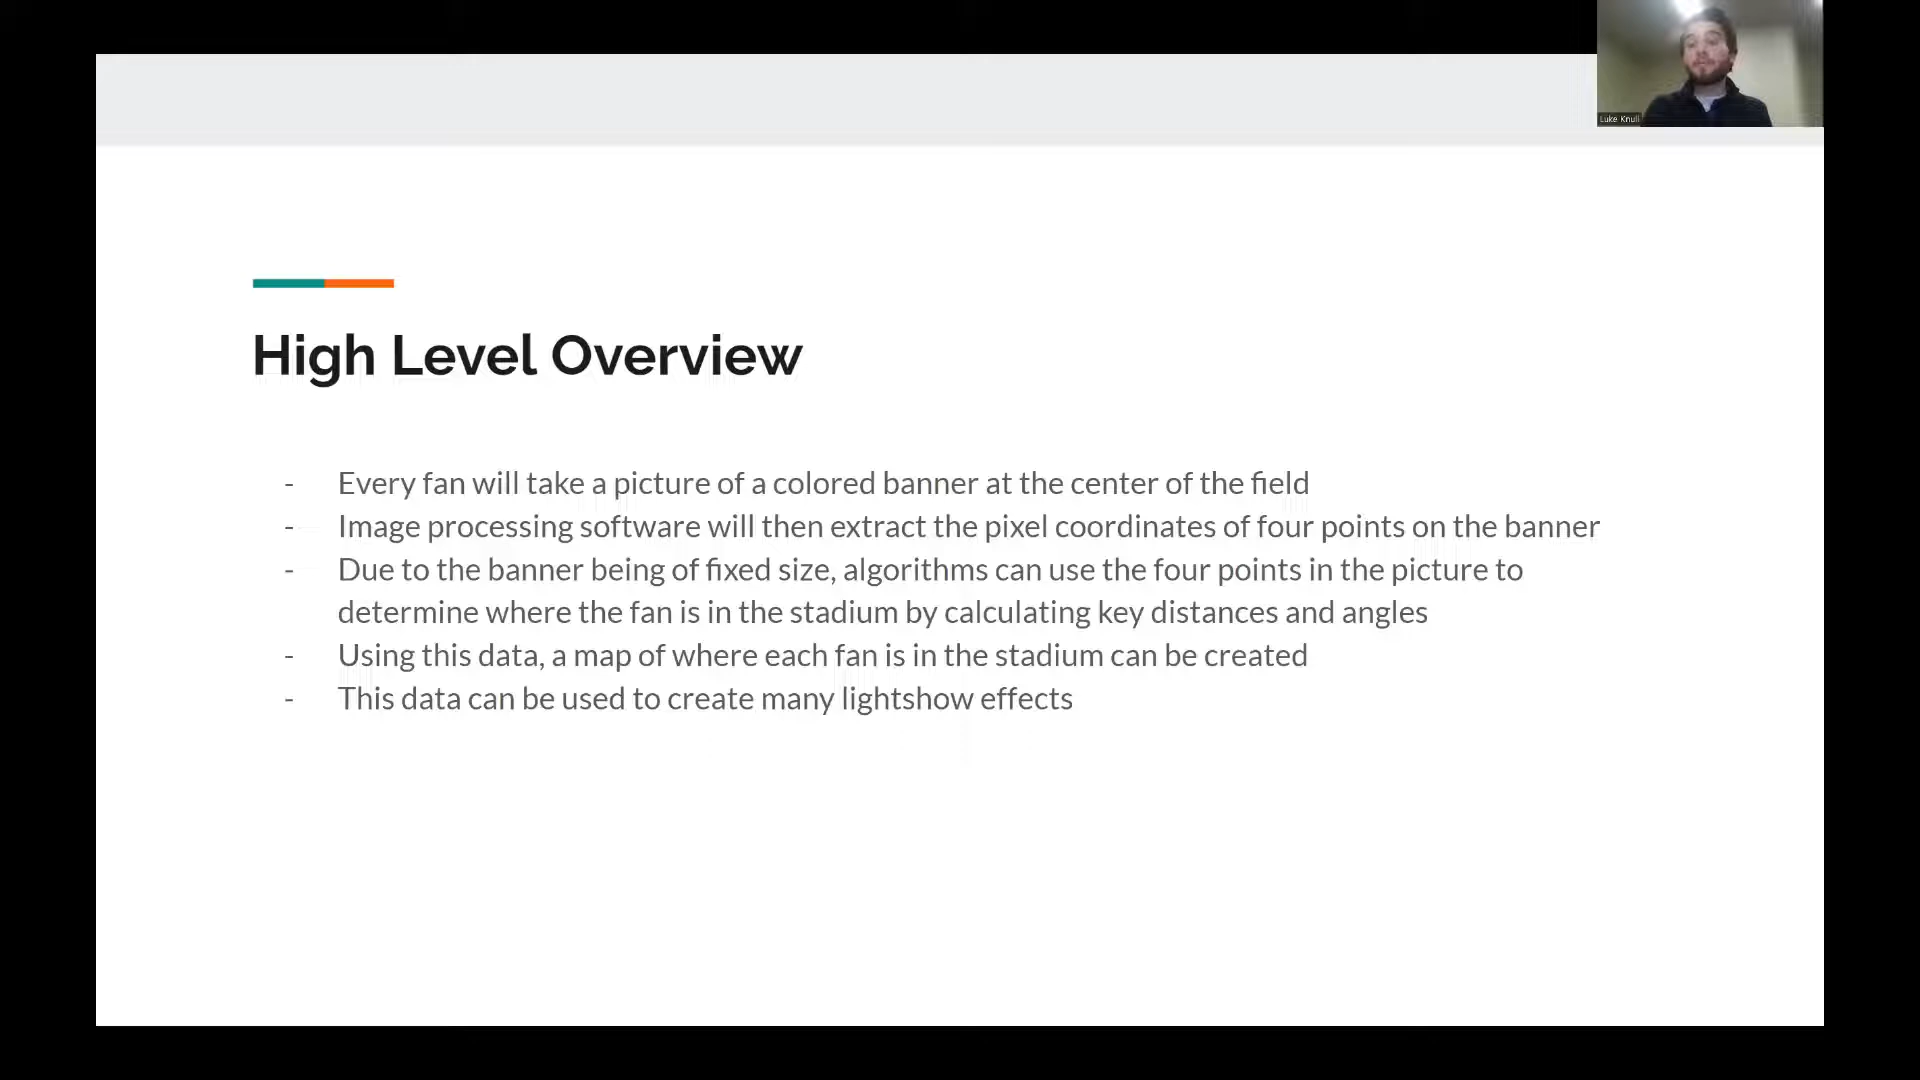 Luke Knull
High Level Overview
- Every fan will take a picture of a colored banner at the center of the field
- Image processing software will then extract the pixel coordinates of four points on the banner
- Due to the banner being of fixed size, algorithms can use the four points in the picture to
determine where the fan is in the stadium by calculating key distances and angles
- Using this data, a map of where each fan is in the stadium can be created
- This data can be used to create many lightshow effects